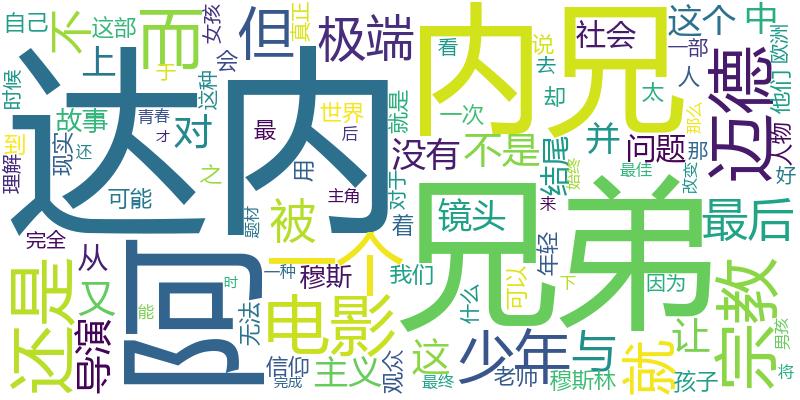 自己
不
这部
而
女孩
但
真正
极端
内兄
社会
这个
中
欧洲
时候
上
于
会
看
说
一部
达内
故事
这种
世界
后
就是
去
人
他们
太
迈德
理解
现实
青春
才
对
最
一次
却
那么
还
用
没有
不是
结尾
并
问题
那
人物
好
可能
之
主角
对于
始终
最佳
改变
完全
题材
被
着
兄弟
镜头
来
最后
还是
从
又
阿
一个
穆斯
我们
年轻
因为
宗教
导演
无法
一种
时
电影
什么
可以
下
能
信仰
主义
这
少年
与
就
让
男孩
完成
观众
最终
老师
穆斯林
孩子
将